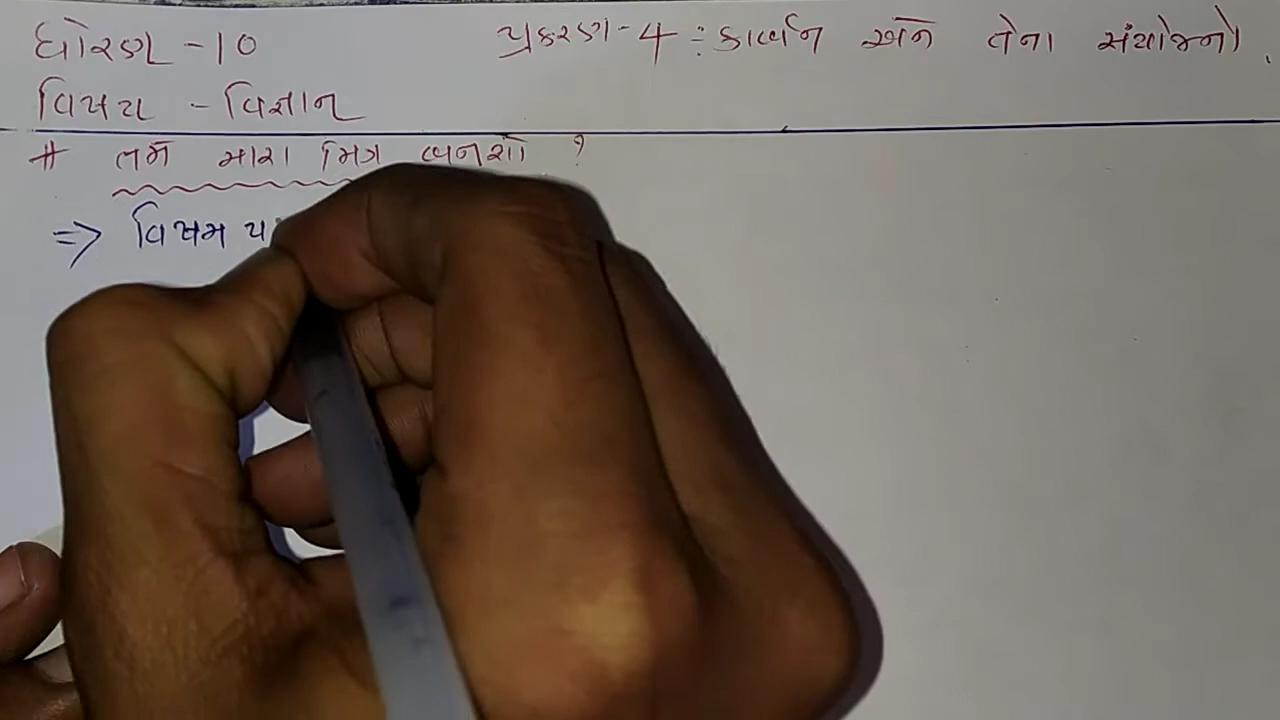 ધોરણ - 10 પ્રકરણ - 4 : કાર્બન અને તેના સંયોજનો.
વિષય - વિજ્ઞાન
# તમે મારા મિત્ર બનશો ?
⇒ વિષમ